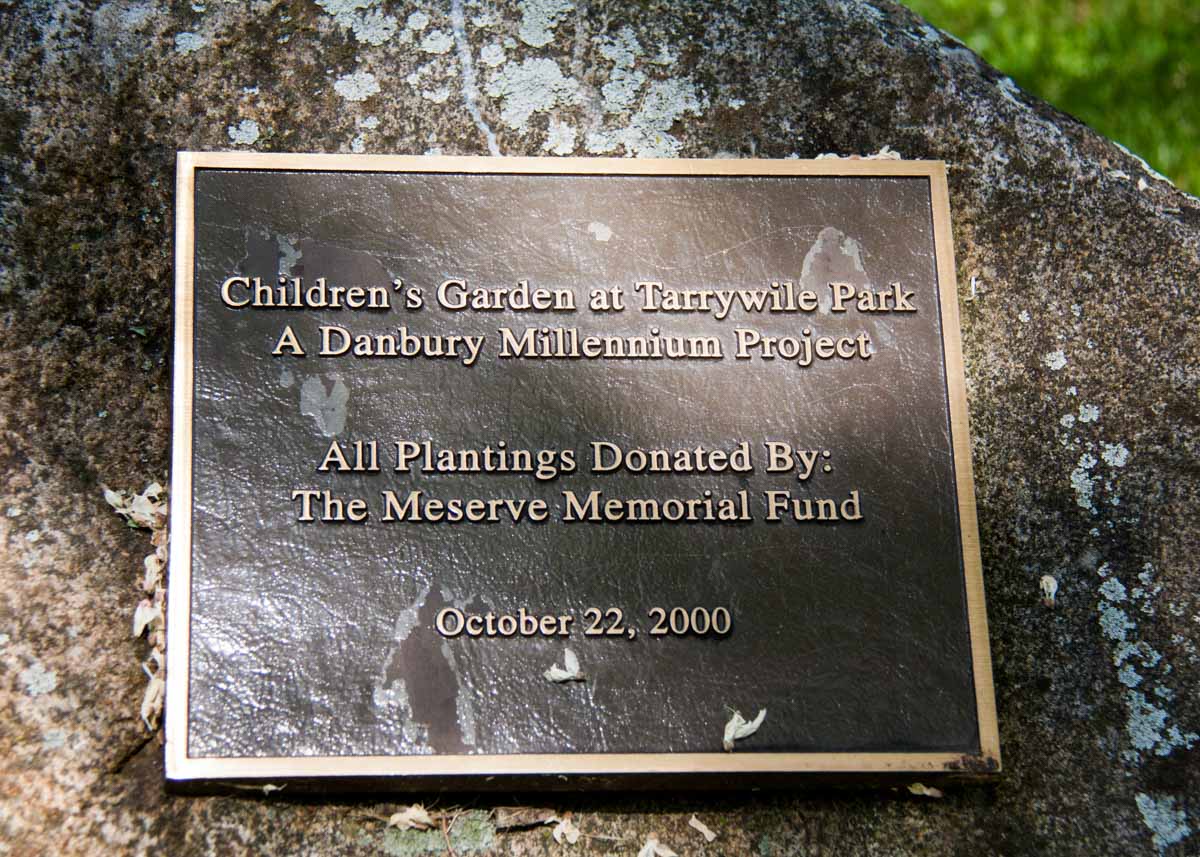 Children's Garden at Tarrywile Park
A Danbury Millennium Project
All Plantings Donated By:
The Meserve Memorial Fund
October 22, 2000